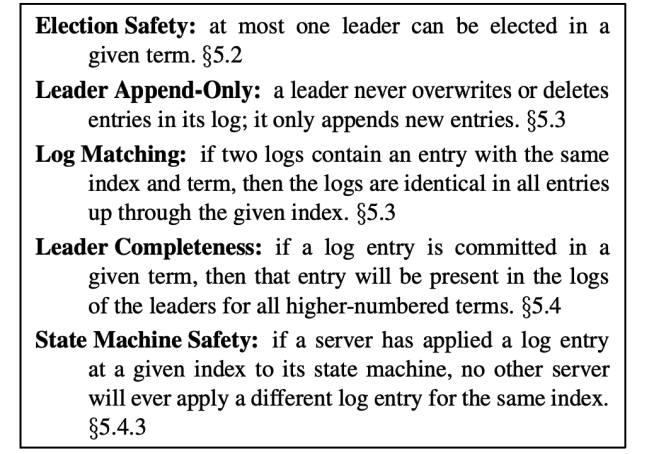 Election Safety: at most one leader can be elected in a
given term. §5.2
Leader Append-Only: a leader never overwrites or deletes
entries in its log; it only appends new entries. §5.3
Log Matching: if two logs contain an entry with the same
index and term, then the logs are identical in all entries
up through the given index. §5.3
Leader Completeness: if a log entry is committed in a
given term, then that entry will be present in the logs
of the leaders for all higher-numbered terms. §5.4
State Machine Safety: if a server has applied a log entry
at a given index to its state machine, no other server
will ever apply a different log entry for the same index.
§5.4.3